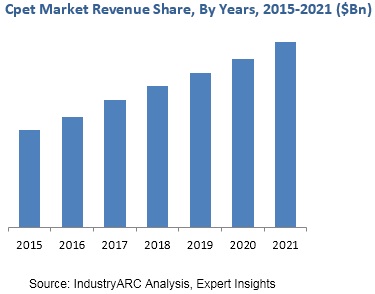 Cpet Market Revenue Share, By Years, 2015-2021 ($Bn)
2015 2016 2017 2018 2019 2020 2021
Source: IndustryARC Analysis, Expert Insights